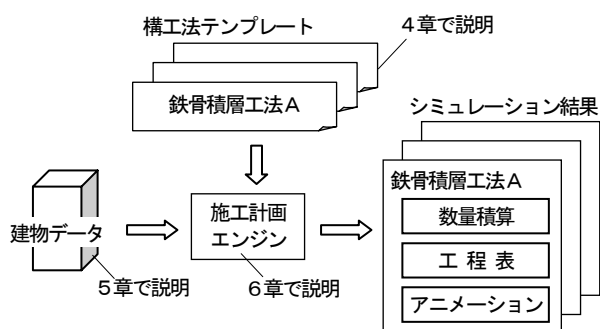 構工法テンプレート
4章で説明
鉄骨積層工法A
シミュレーション結果
鉄骨積層工法A
数量積算
工 程 表
アニメーション
建物データ
施工計画
エンジン
5章で説明
6章で説明